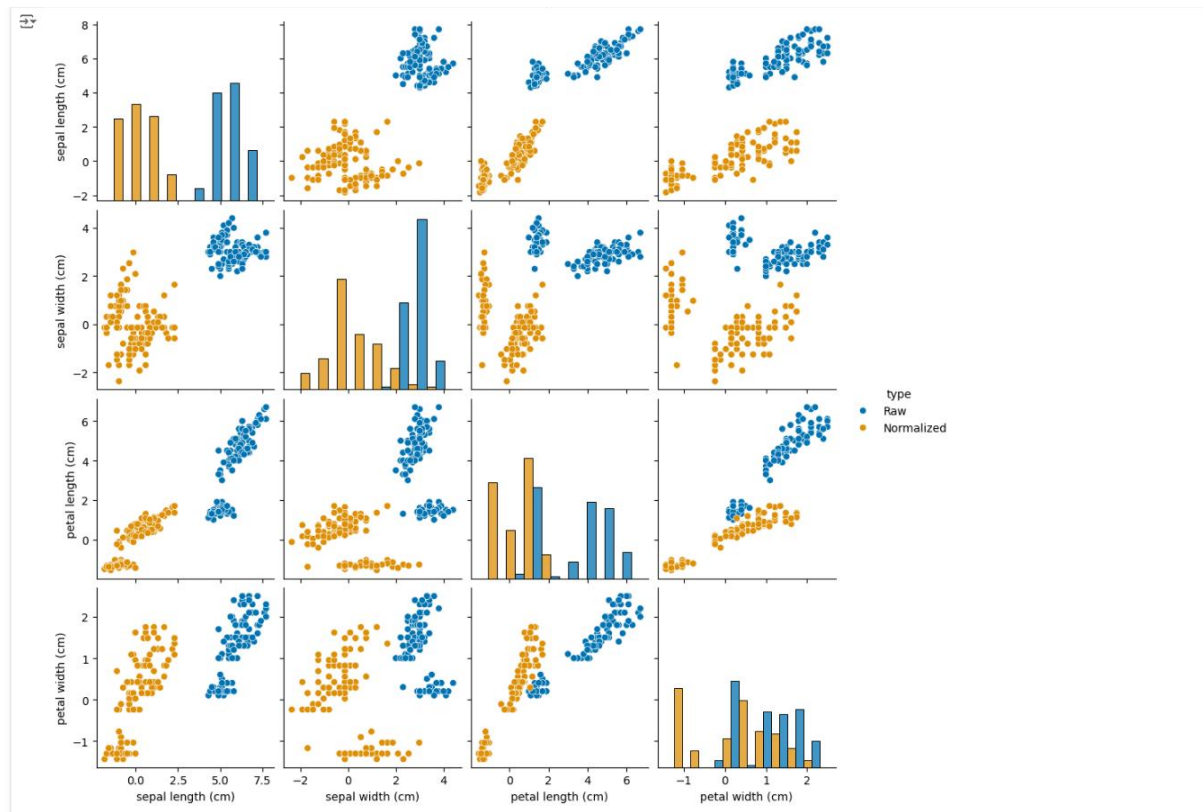 8
6
4
2
0
−2
sepal length (cm)
4
2
0
−2
sepal width (cm)
6
4
2
0
petal length (cm)
2
1
0
−1
petal width (cm)
type
Raw
Normalized
0.0 2.5 5.0 7.5
sepal length (cm)
−2 0 2 4
sepal width (cm)
0 2 4 6
petal length (cm)
−1 0 1 2
petal width (cm)